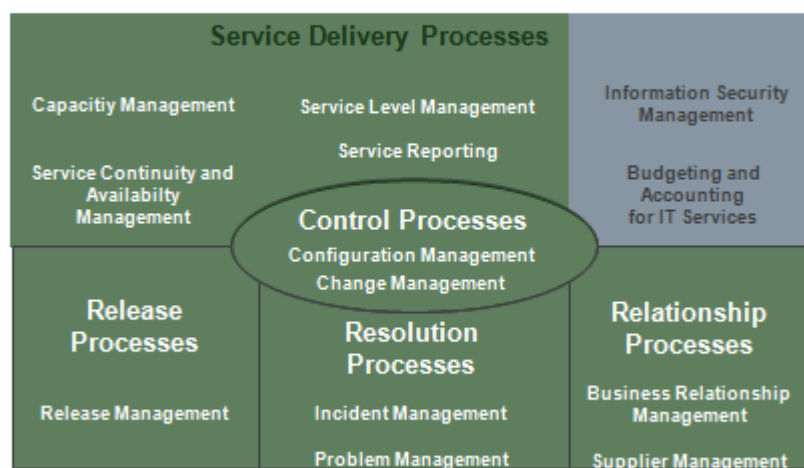 Service Delivery Processes
Capacitiy Management
Service Continuity and
Availabilty
Management
Service Level Management
Service Reporting
Information Security
Management
Budgeting and
Accounting
for IT Services
Control Processes
Configuration Management
Change Management
Release
Processes
Release Management
Resolution
Processes
Incident Management
Problem Management
Relationship
Processes
Business Relationship
Management
Supplier Management